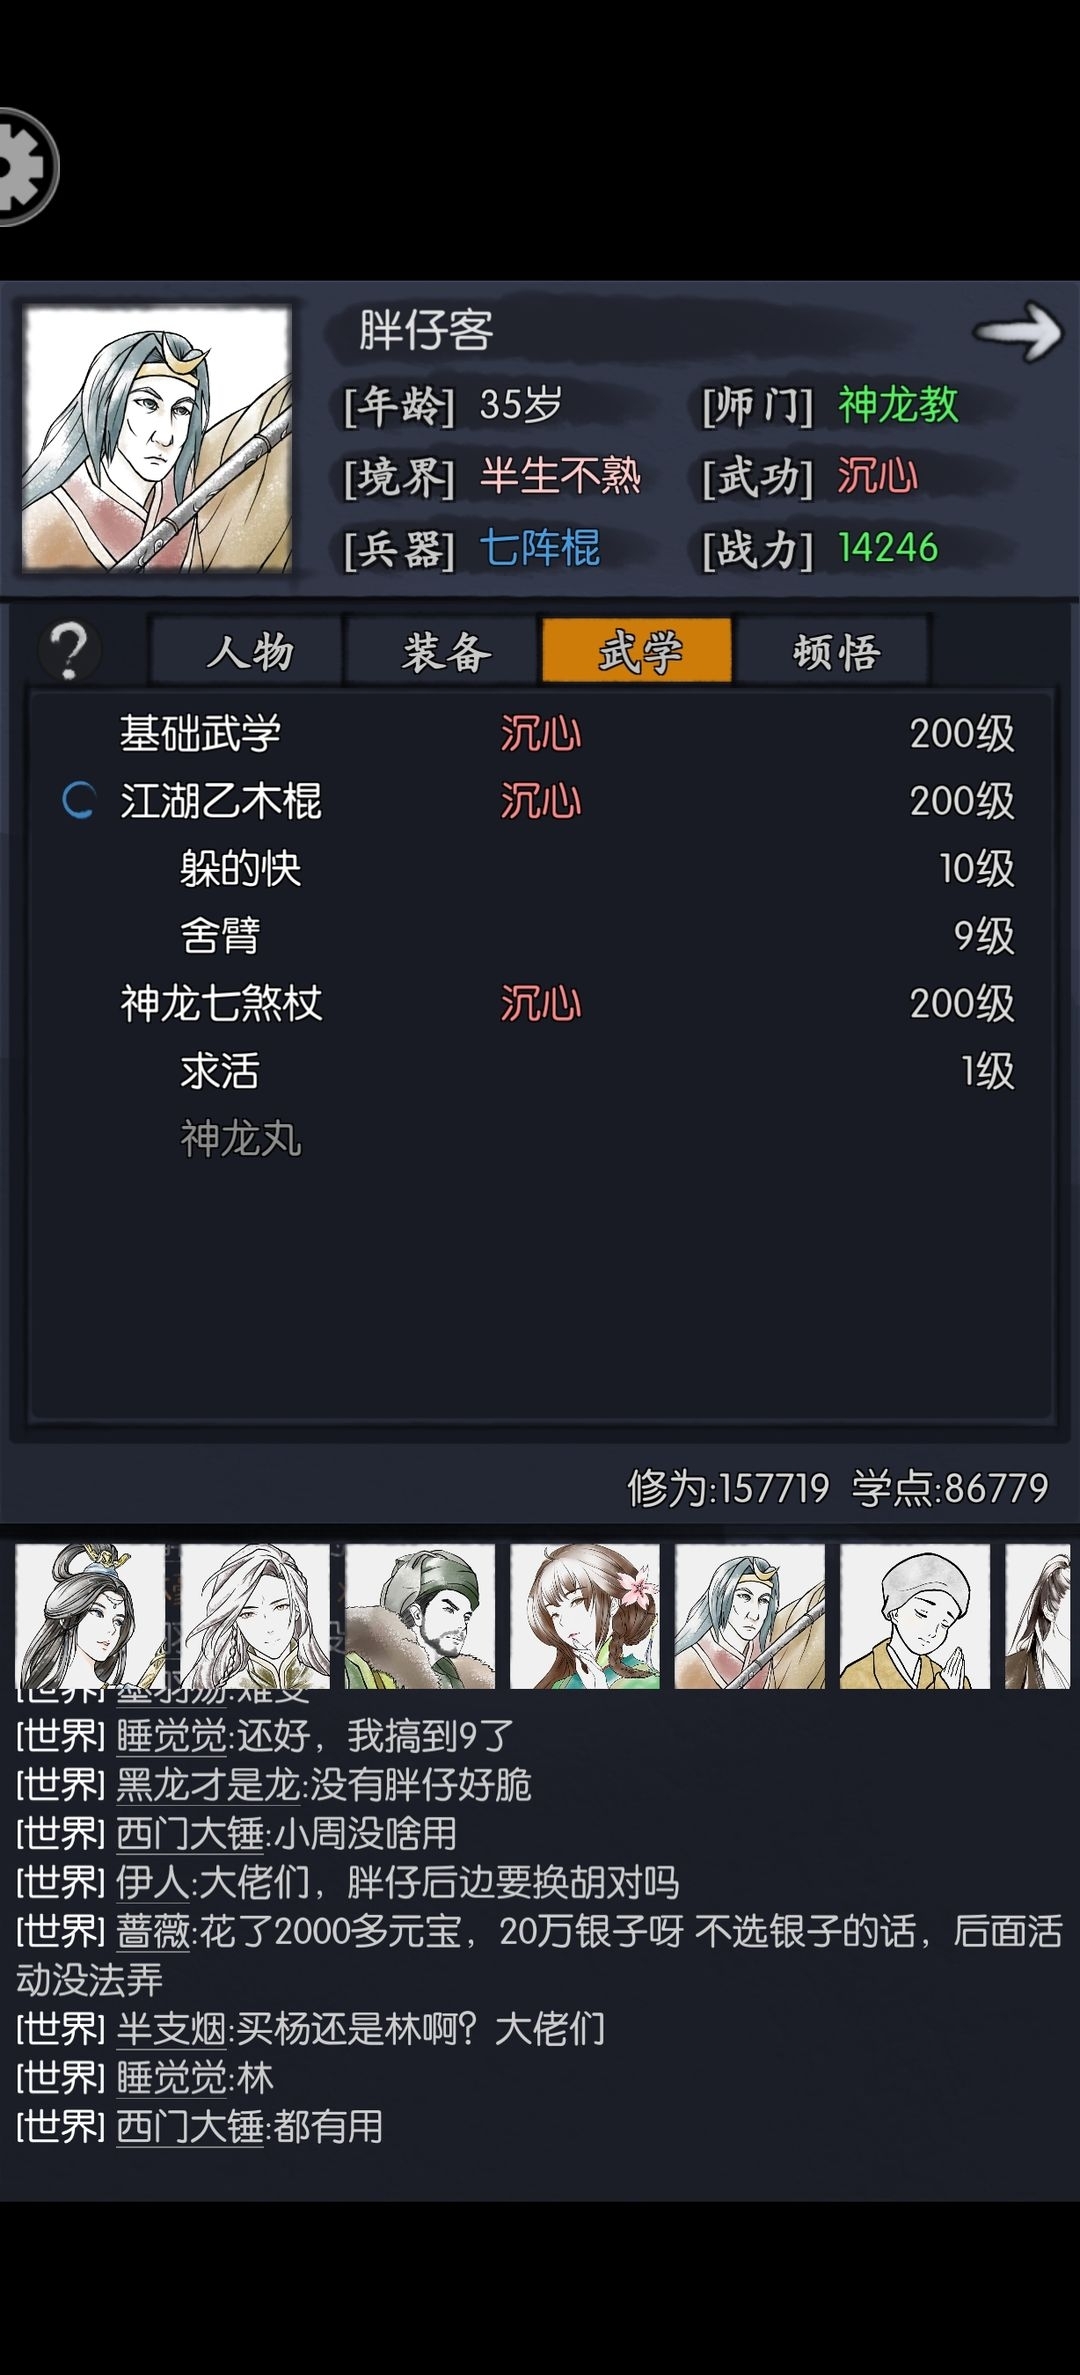 胖仔客
[年龄] 35岁 [师门] 神龙教
[境界] 半生不熟 [武功] 沉心
[兵器] 七阵棍 [战力] 14246
? 人物 装备 武学 顿悟
基础武学 沉心 200级
江湖乙木棍 沉心 200级
躲的快 10级
舍臂 9级
神龙七煞杖 沉心 200级
求活 1级
神龙丸
修为:157719 学点:86779
[世界]
[世界] 睡觉觉:还好，我搞到9了
[世界] 黑龙才是龙:没有胖仔好脆
[世界] 西门大锤:小周没啥用
[世界] 伊人:大佬们，胖仔后边要换胡对吗
[世界] 蔷薇:花了2000多元宝，20万银子呀 不选银子的话，后面活
动没法弄
[世界] 半支烟:买杨还是林啊？大佬们
[世界] 睡觉觉:林
[世界] 西门大锤:都有用